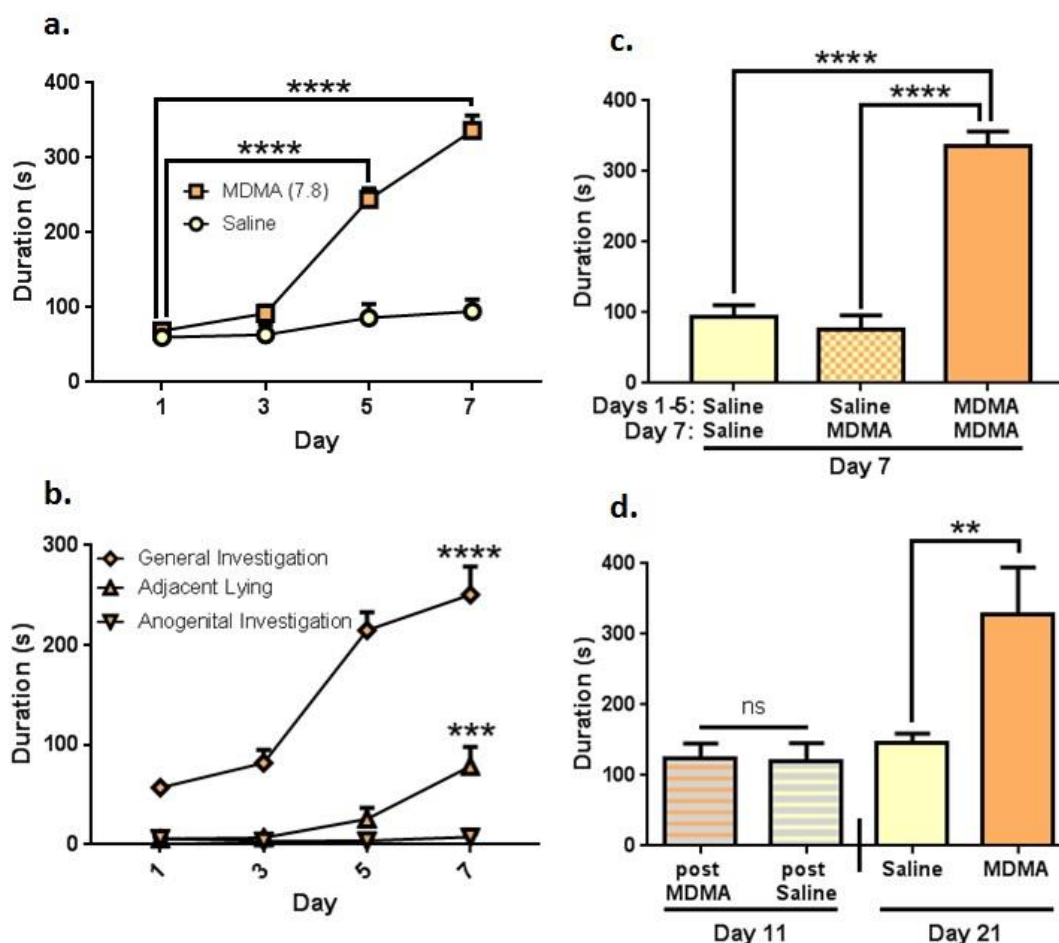 a.
****
****
MDMA (7.8)
Saline
Duration (s)
400
300
200
100
0
1 3 5 7
Day
b.
General Investigation
Adjacent Lying
Anogenital Investigation
****
***
Duration (s)
300
200
100
0
1 3 5 7
Day
c.
****
****
Duration (s)
400
300
200
100
0
Days 1-5: Saline Saline MDMA
Day 7: Saline MDMA MDMA
Day 7
d.
**
ns
Duration (s)
400
300
200
100
0
post post Saline MDMA
MDMA Saline
Day 11 Day 21